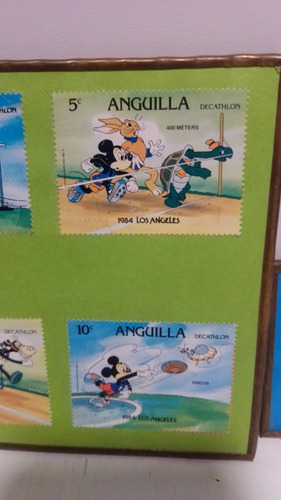 5c ANGUILLA DECATHLON
400 METERS
1984 LOS ANGELES
DECATHLON
10c ANGUILLA DECATHLON
DISCUS
1984 LOS ANGELES